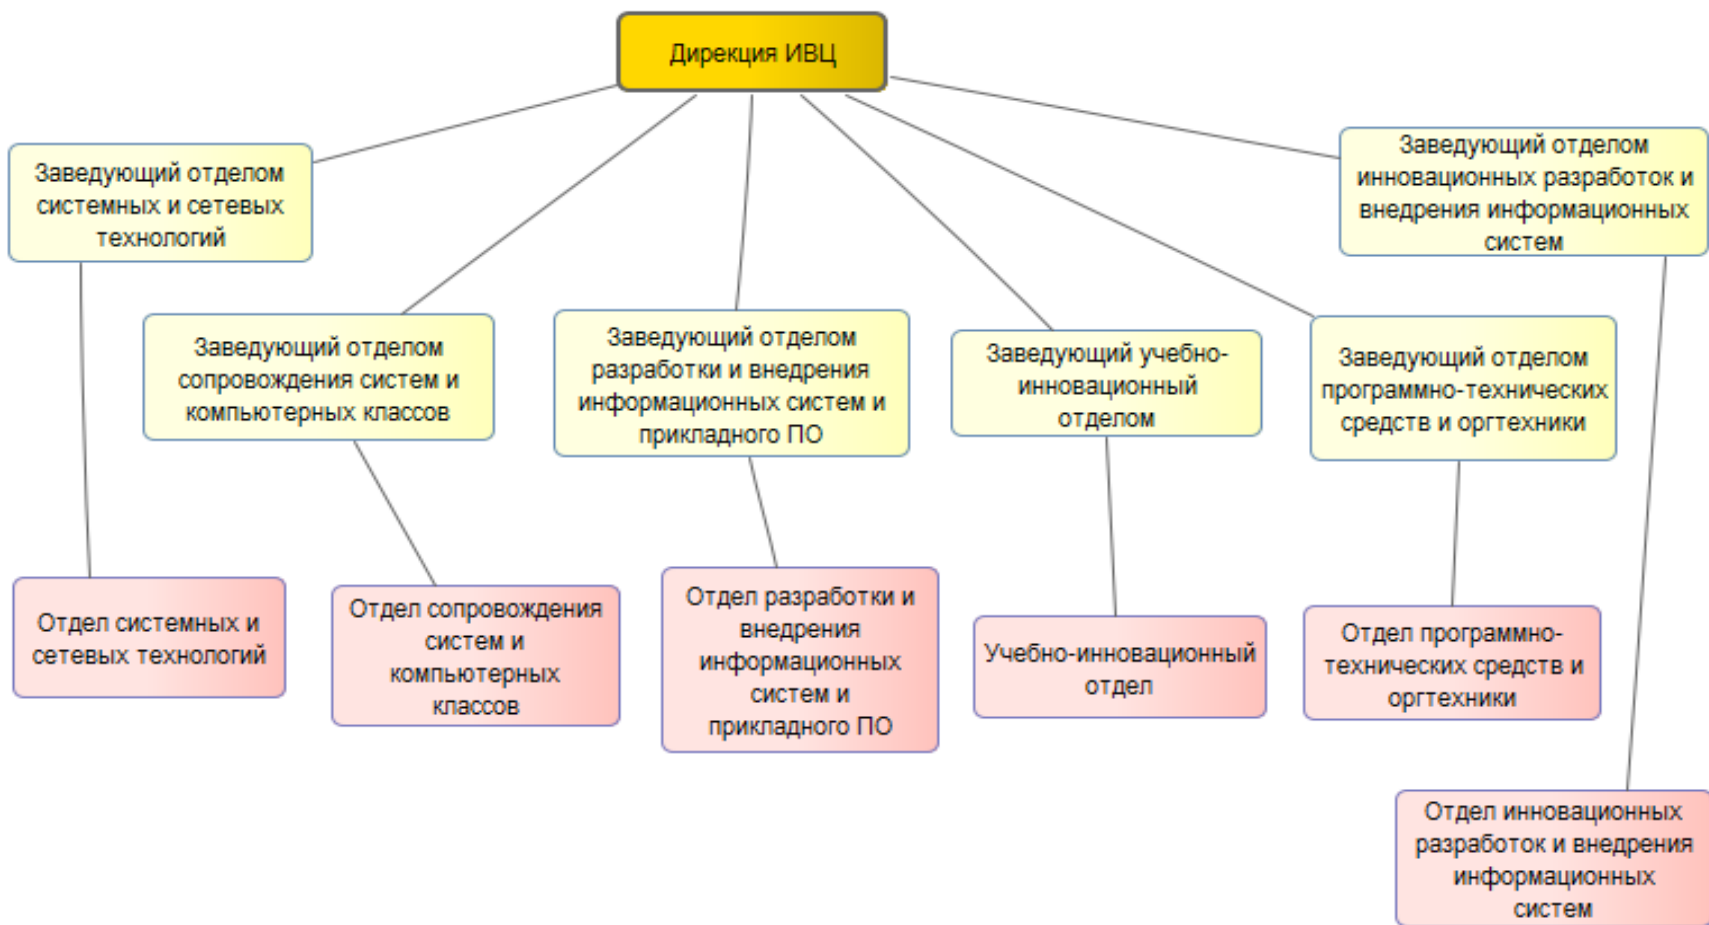 Дирекция ИВЦ
Заведующий отделом
системных и сетевых
технологий
Заведующий отделом
инновационных разработок и
внедрения информационных
систем
Заведующий отделом
сопровождения систем и
компьютерных классов
Заведующий отделом
разработки и внедрения
информационных систем и
прикладного ПО
Заведующий учебно-
инновационный
отделом
Заведующий отделом
программно-технических
средств и оргтехники
Отдел системных и
сетевых технологий
Отдел сопровождения
систем и
компьютерных
классов
Отдел разработки и
внедрения
информационных
систем и
прикладного ПО
Учебно-инновационный
отдел
Отдел программно-
технических средств и
оргтехники
Отдел инновационных
разработок и внедрения
информационных
систем